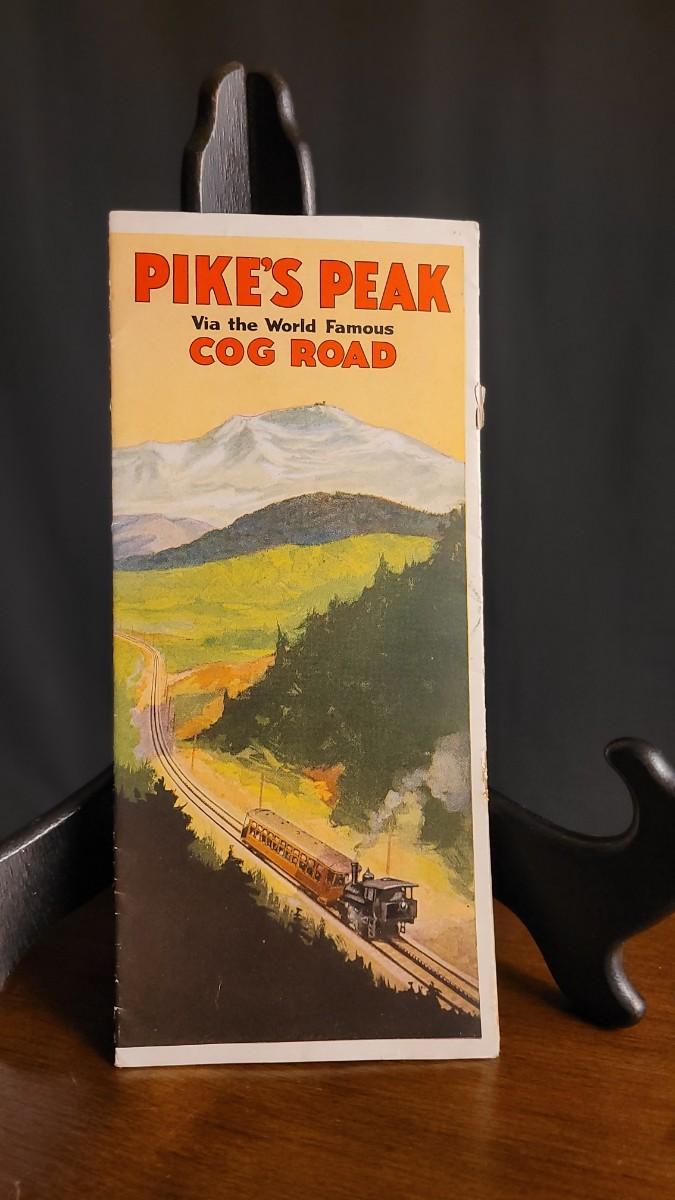 PIKE'S PEAK
Via the World Famous
COG ROAD